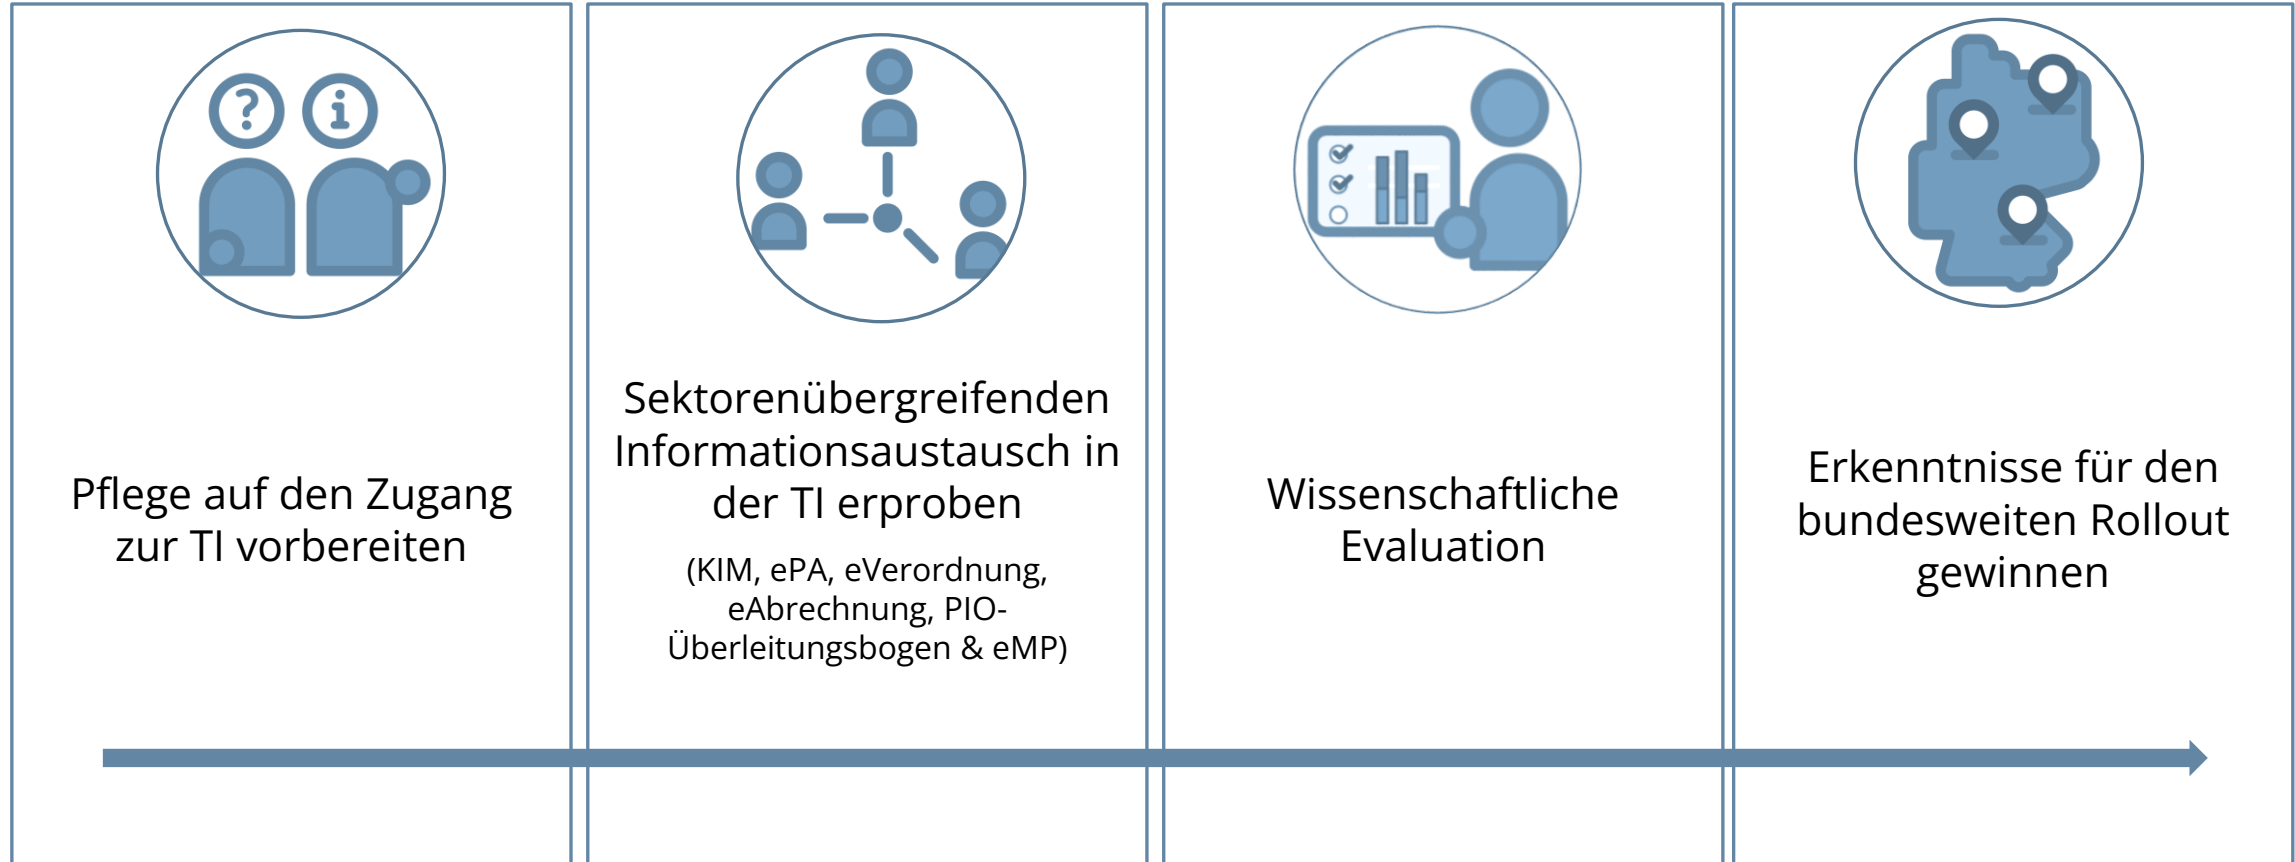 ?
i
Pflege auf den Zugang
zur TI vorbereiten
Sektorenübergreifenden
Informationsaustausch in
der TI erproben
(KIM, ePA, eVerordnung,
eAbrechnung, PIO-
Überleitungsbogen & eMP)
Wissenschaftliche
Evaluation
Erkenntnisse für den
bundesweiten Rollout
gewinnen